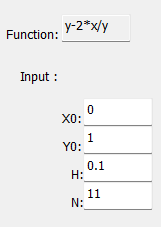 Function: y-2*x/y
Input :
X0: 0
Y0: 1
H: 0.1
N: 11